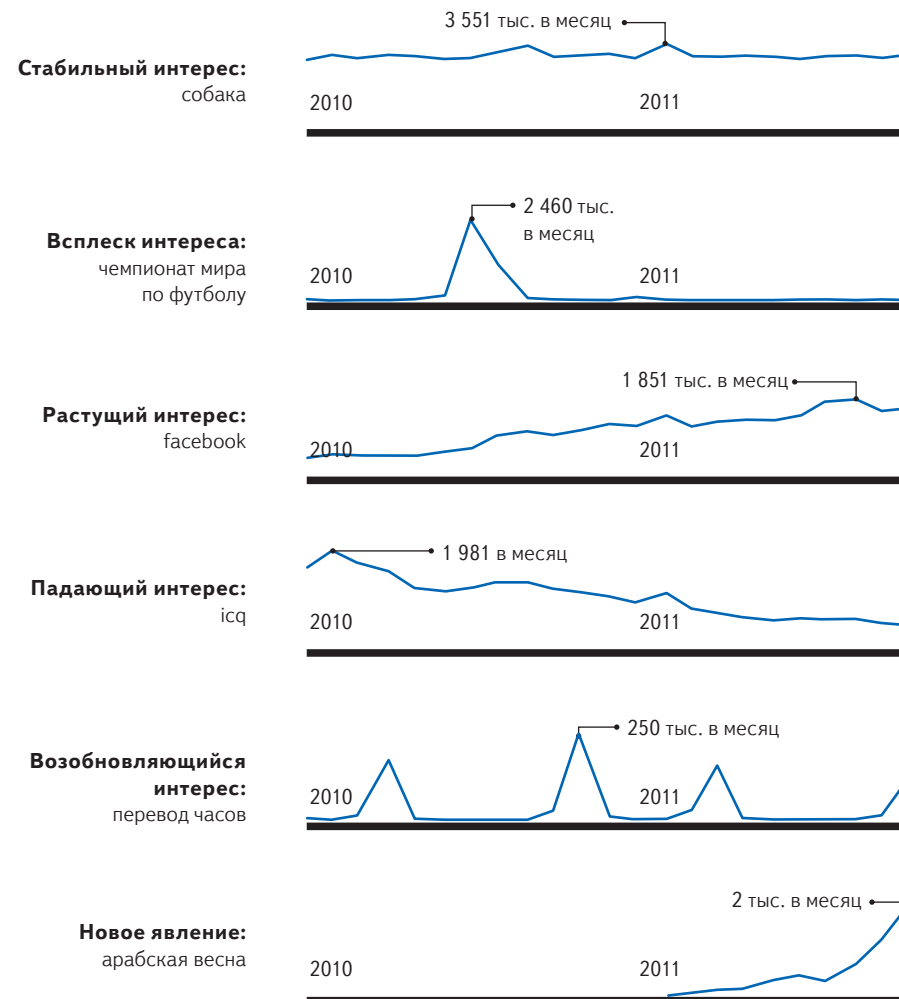 3 551 тыс. в месяц
Стабильный интерес:
собака
2010
2011
2 460 тыс.
в месяц
Всплеск интереса:
чемпионат мира
по футболу
2010
2011
1 851 тыс. в месяц
Растущий интерес:
facebook
2010
2011
1 981 в месяц
Падающий интерес:
icq
2010
2011
250 тыс. в месяц
Возобновляющийся
интерес:
перевод часов
2010
2011
2 тыс. в месяц
Новое явление:
арабская весна
2010
2011